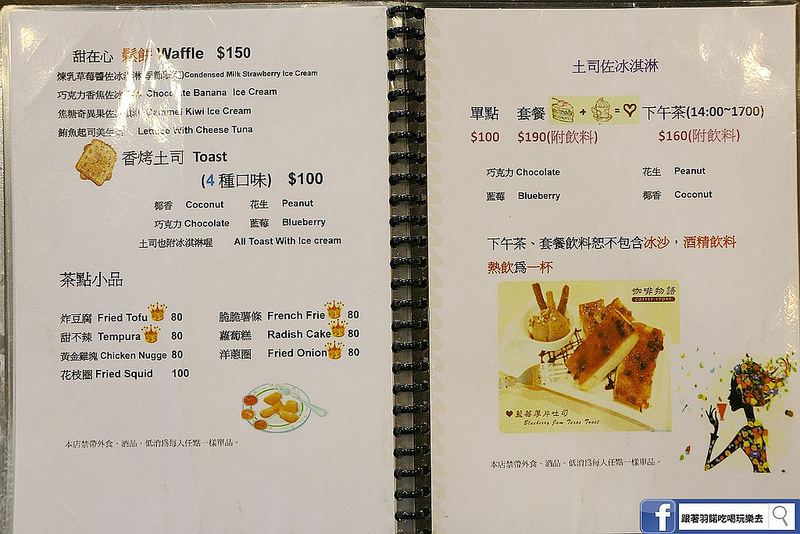 甜在心 鬆餅 Waffle $150
煉乳草莓醬佐冰淇淋 Condensed Milk Strawberry Ice Cream
巧克力香蕉佐冰 Chocolate Banana Ice Cream
焦糖奇異果佐 Caramel Kiwi Ice Cream
鮪魚起司美生菜 Lettuce With Cheese Tuna
香烤土司 Toast
(4 種口味) $100
椰香 Coconut 花生 Peanut
巧克力 Chocolate 藍莓 Blueberry
土司也附冰淇淋喔 All Toast With Ice cream
茶點小品
炸豆腐 Fried Tofu 80 脆脆薯條 French Frie 80
甜不辣 Tempura 80 蘿蔔糕 Radish Cake 80
黃金雞塊 Chicken Nugge 80 洋蔥圈 Fried Onion 80
花枝圈 Fried Squid 100
本店禁帶外食、酒品。低消為每人任點一樣單品。
土司佐冰淇淋
單點 套餐 + = 下午茶(14:00~1700)
$100 $190(附飲料) $160(附飲料)
巧克力 Chocolate 花生 Peanut
藍莓 Blueberry 椰香 Coconut
下午茶、套餐飲料恕不包含冰沙，酒精飲料
熱飲為一杯
咖啡物語
COFFEE STORY
藍莓厚片吐司
Blueberry Jam Texas Toast
本店禁帶外食、酒品。低消為每人任點一樣單品。
跟著羽諾吃喝玩樂去